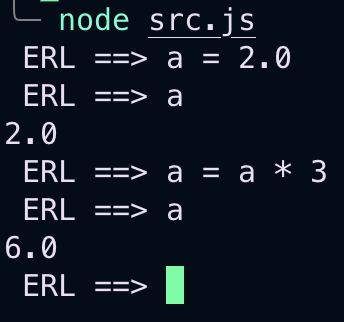 node src.js
ERL ==> a = 2.0
ERL ==> a
2.0
ERL ==> a = a * 3
ERL ==> a
6.0
ERL ==>